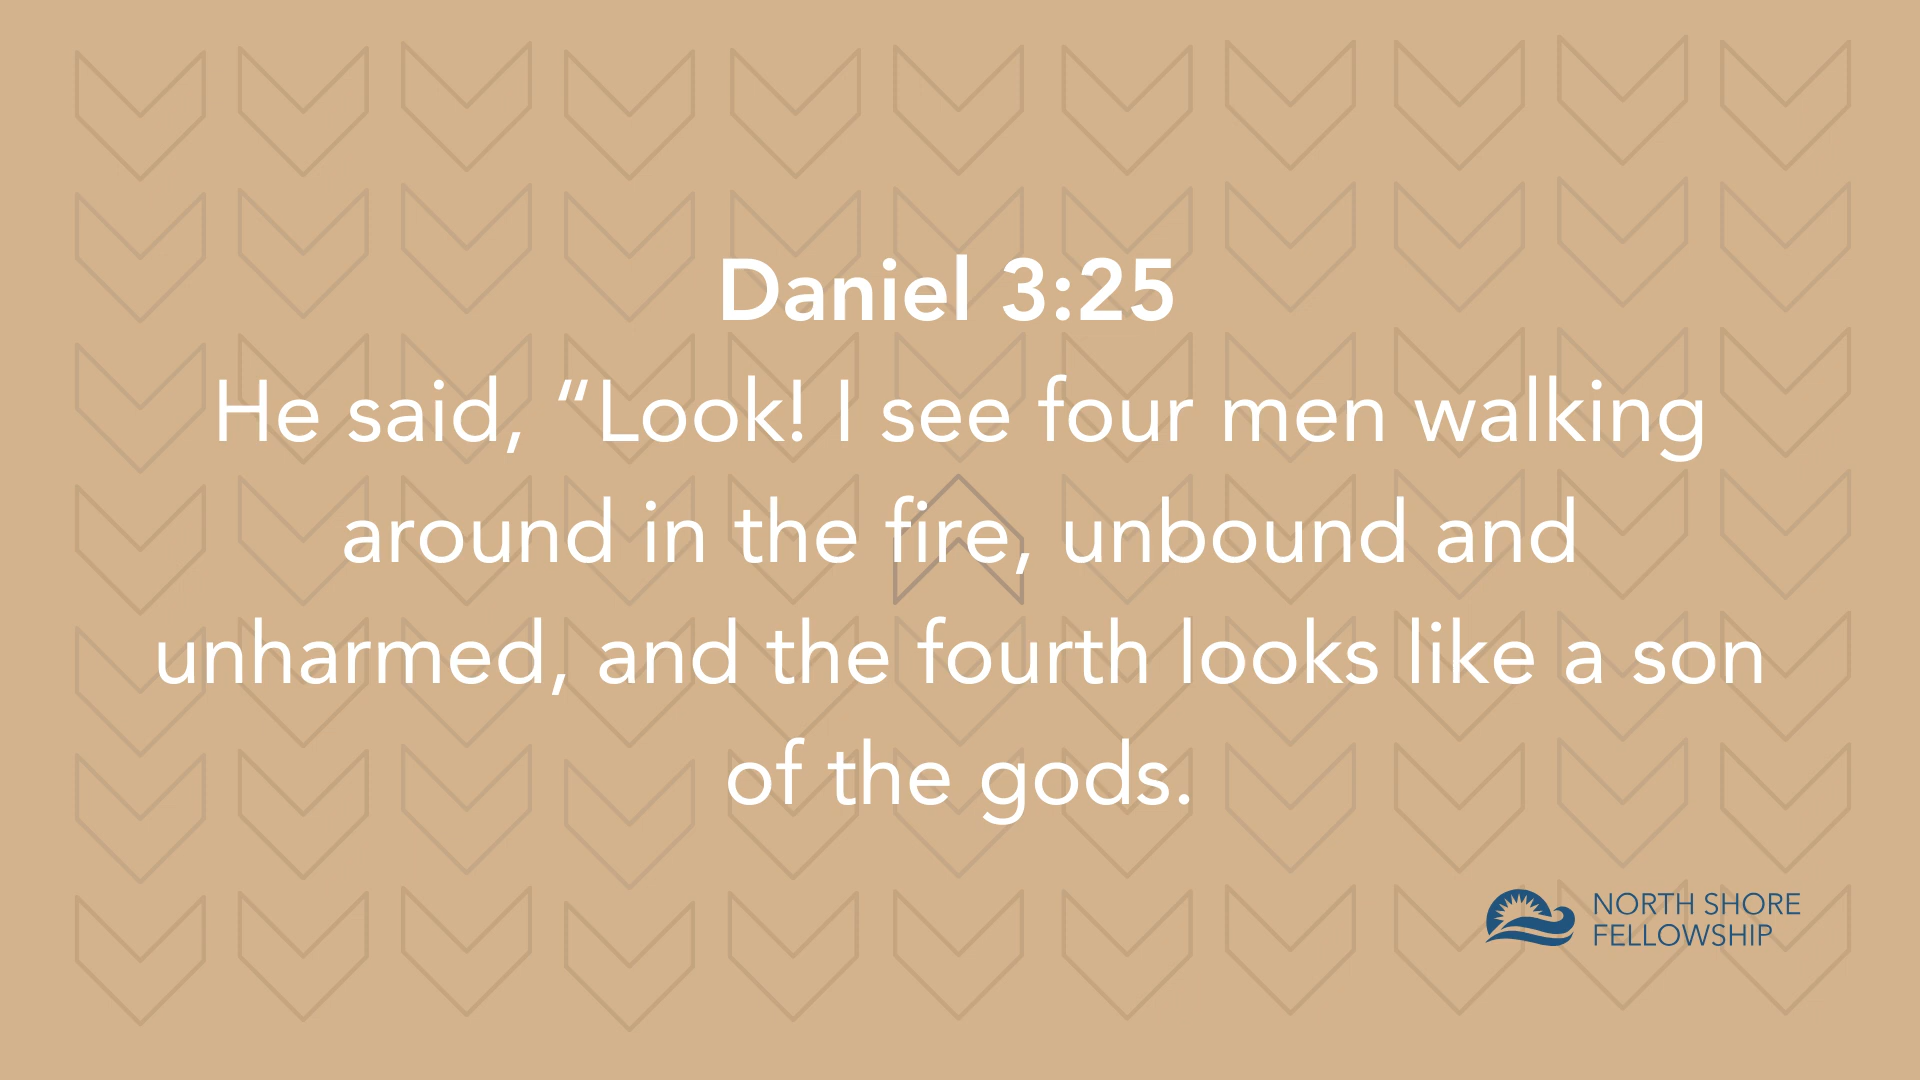 Daniel 3:25
He said, “Look! I see four men walking
around in the fire, unbound and
unharmed, and the fourth looks like a son
of the gods.
NORTH SHORE
FELLOWSHIP